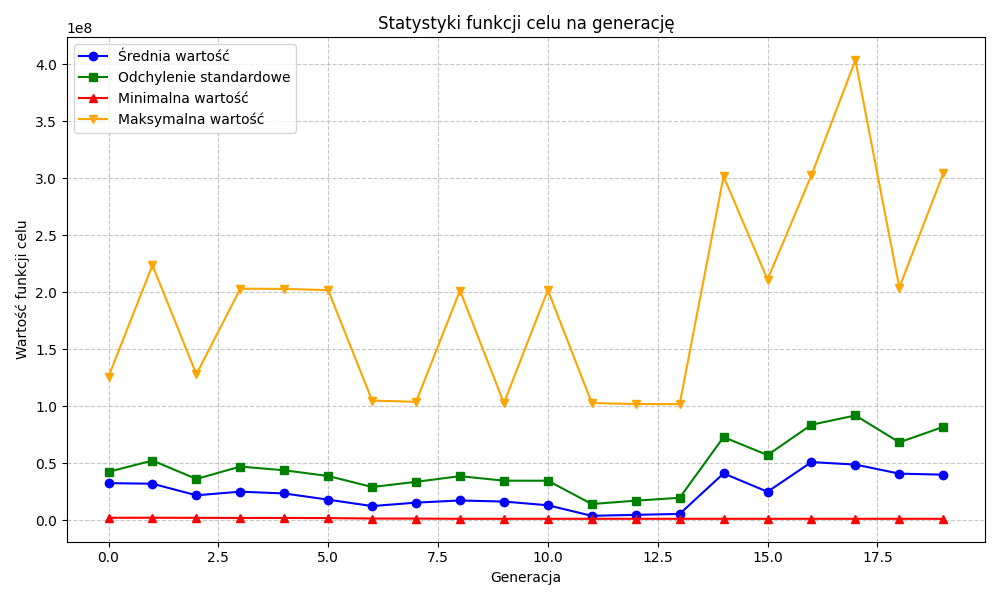 Statystyki funkcji celu na generację
1e8
Średnia wartość
Odchylenie standardowe
Minimalna wartość
Maksymalna wartość
4.0
3.5
3.0
2.5
2.0
1.5
1.0
0.5
0.0
Wartość funkcji celu
0.0 2.5 5.0 7.5 10.0 12.5 15.0 17.5
Generacja